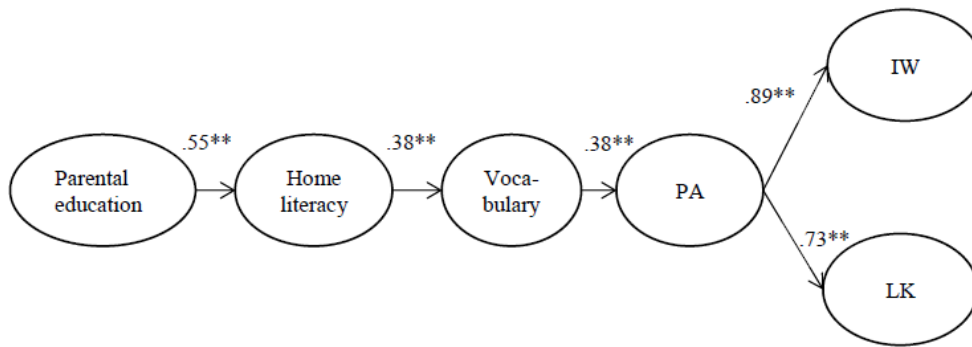 IW
.89**
.55**
.38**
.38**
Parental
education
Home
literacy
Voca-
bulary
PA
.73**
LK